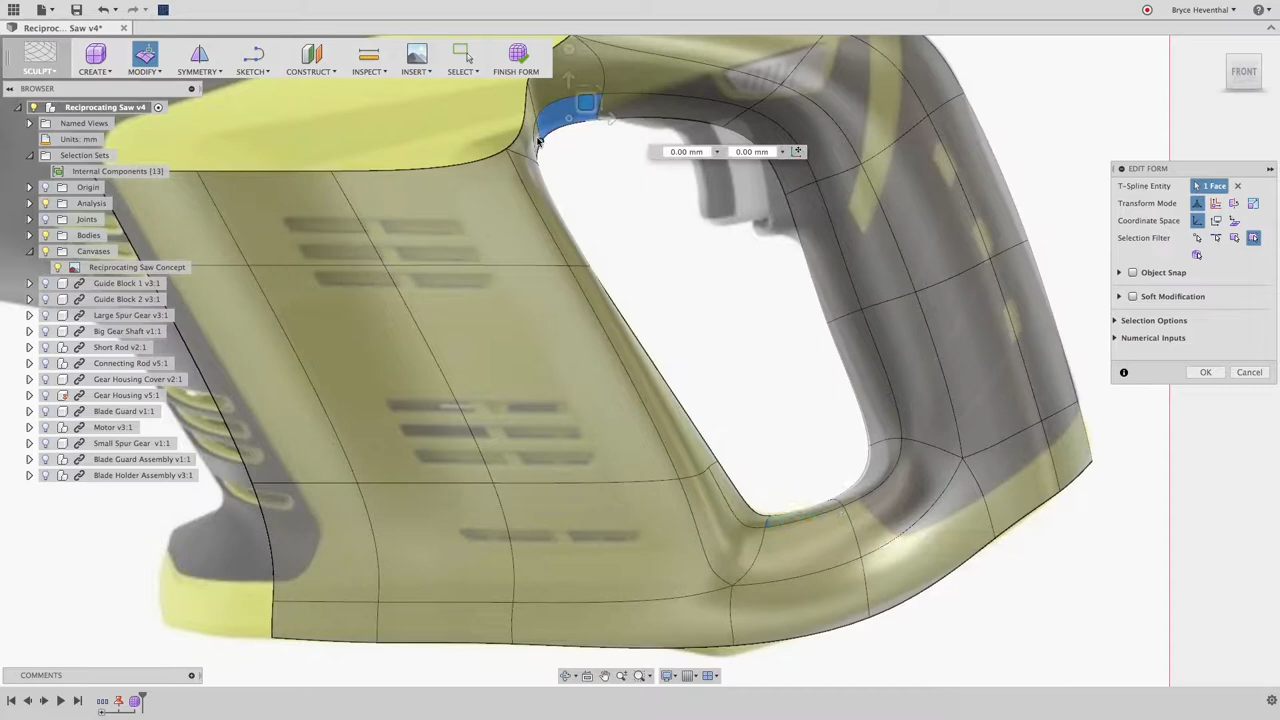 Bryce Heventhal
Reciproc... Saw v4*
SCULPT
CREATE
MODIFY
SYMMETRY
SKETCH
CONSTRUCT
INSPECT
INSERT
SELECT
FINISH FORM
BROWSER
Reciprocating Saw v4
Named Views
Units: mm
Selection Sets
Internal Components [13]
Origin
Analysis
Joints
Bodies
Canvases
Reciprocating Saw Concept
Guide Block 1 v3:1
Guide Block 2 v3:1
Large Spur Gear v3:1
Big Gear Shaft v1:1
Short Rod v2:1
Connecting Rod v5:1
Gear Housing Cover v2:1
Gear Housing v5:1
Blade Guard v1:1
Motor v3:1
Small Spur Gear v1:1
Blade Guard Assembly v1:1
Blade Holder Assembly v3:1
0.00 mm
0.00 mm
FRONT
EDIT FORM
T-Spline Entity
1 Face
Transform Mode
Coordinate Space
Selection Filter
Object Snap
Soft Modification
Selection Options
Numerical Inputs
OK
Cancel
COMMENTS